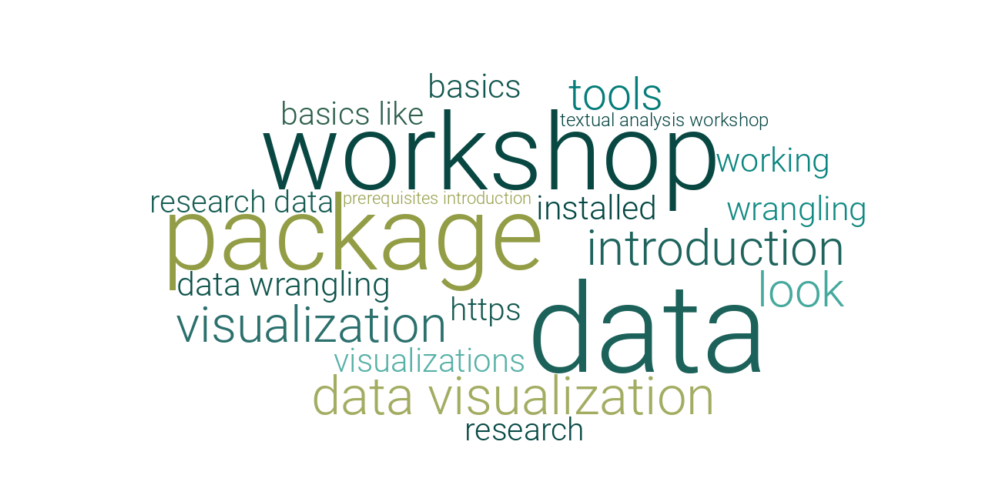 basics
tools
basics like
textual analysis workshop
workshop
working
research data
prerequisites introduction
installed
wrangling
package
introduction
data wrangling
look
https
visualization
data
visualizations
data visualization
research